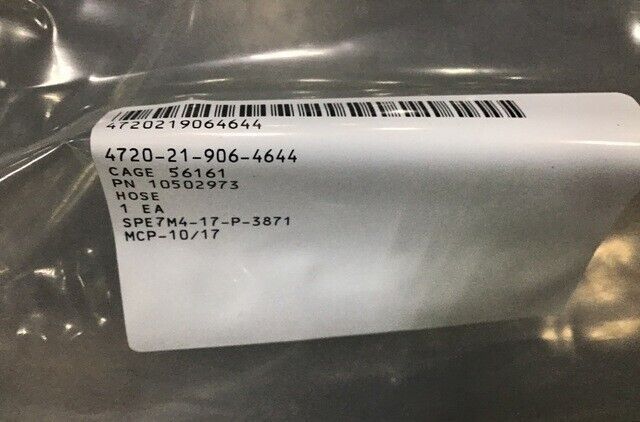 4720219064644
4720-21-906-4644
CAGE 56161
PN 10502973
HOSE
1 EA
SPE7M4-17-P-3871
MCP-10/17